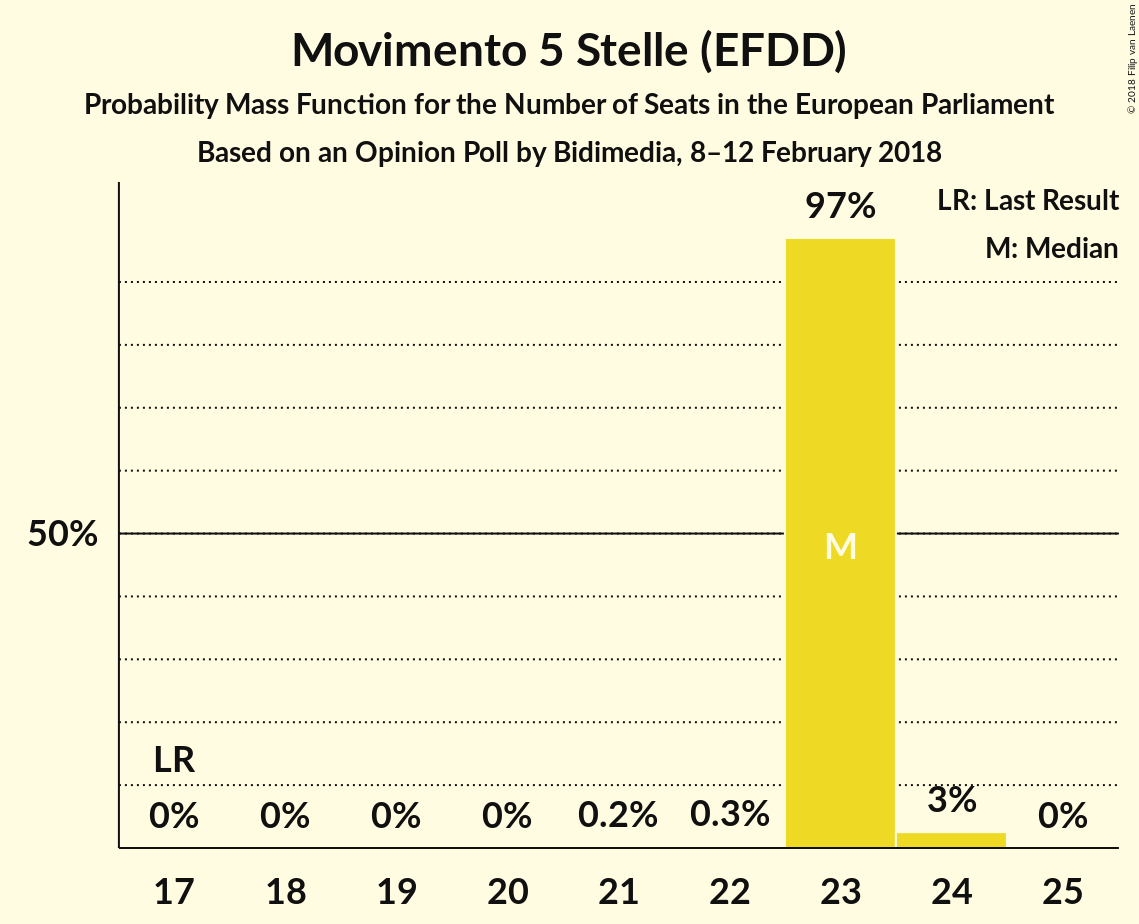 Movimento 5 Stelle (EFDD)
Probability Mass Function for the Number of Seats in the European Parliament
Based on an Opinion Poll by Bidimedia, 8–12 February 2018
© 2018 Filip van Laenen
LR: Last Result
M: Median
97%
50%
M
LR
0% 0% 0% 0% 0.2% 0.3% 3% 0%
17 18 19 20 21 22 23 24 25